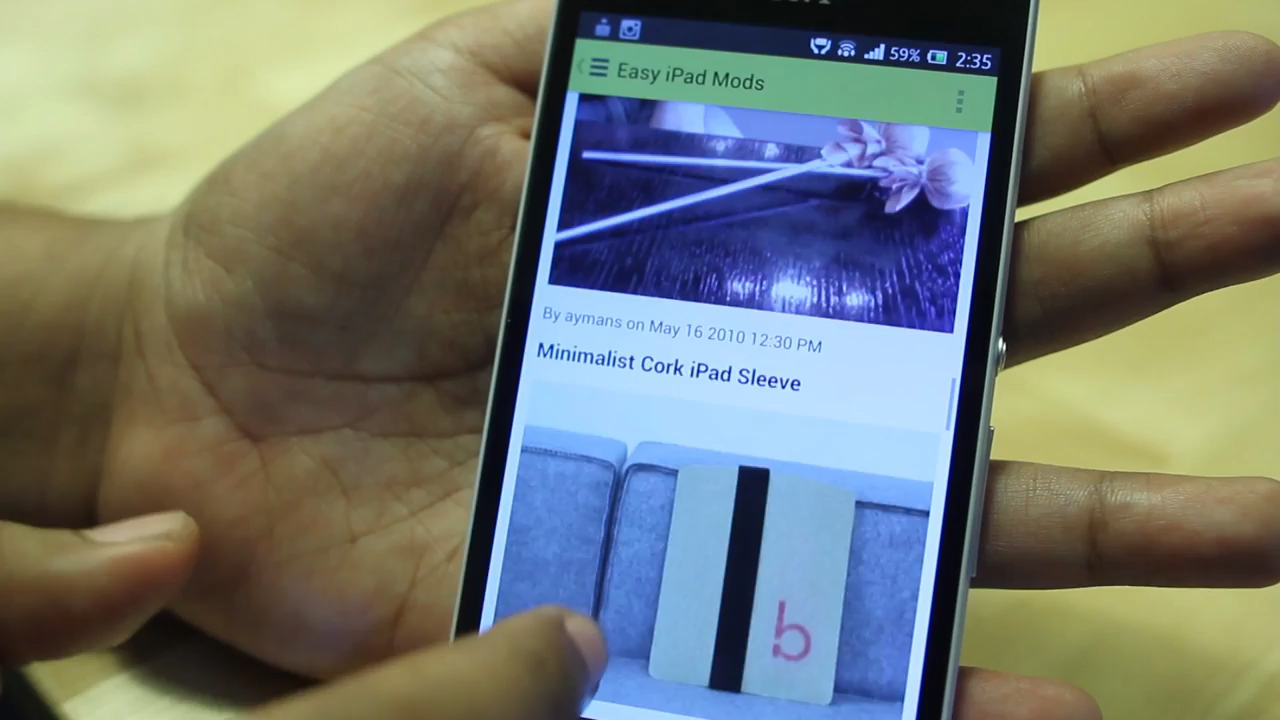 59% 2:35
Easy iPad Mods
By aymans on May 16 2010 12:30 PM
Minimalist Cork iPad Sleeve
b